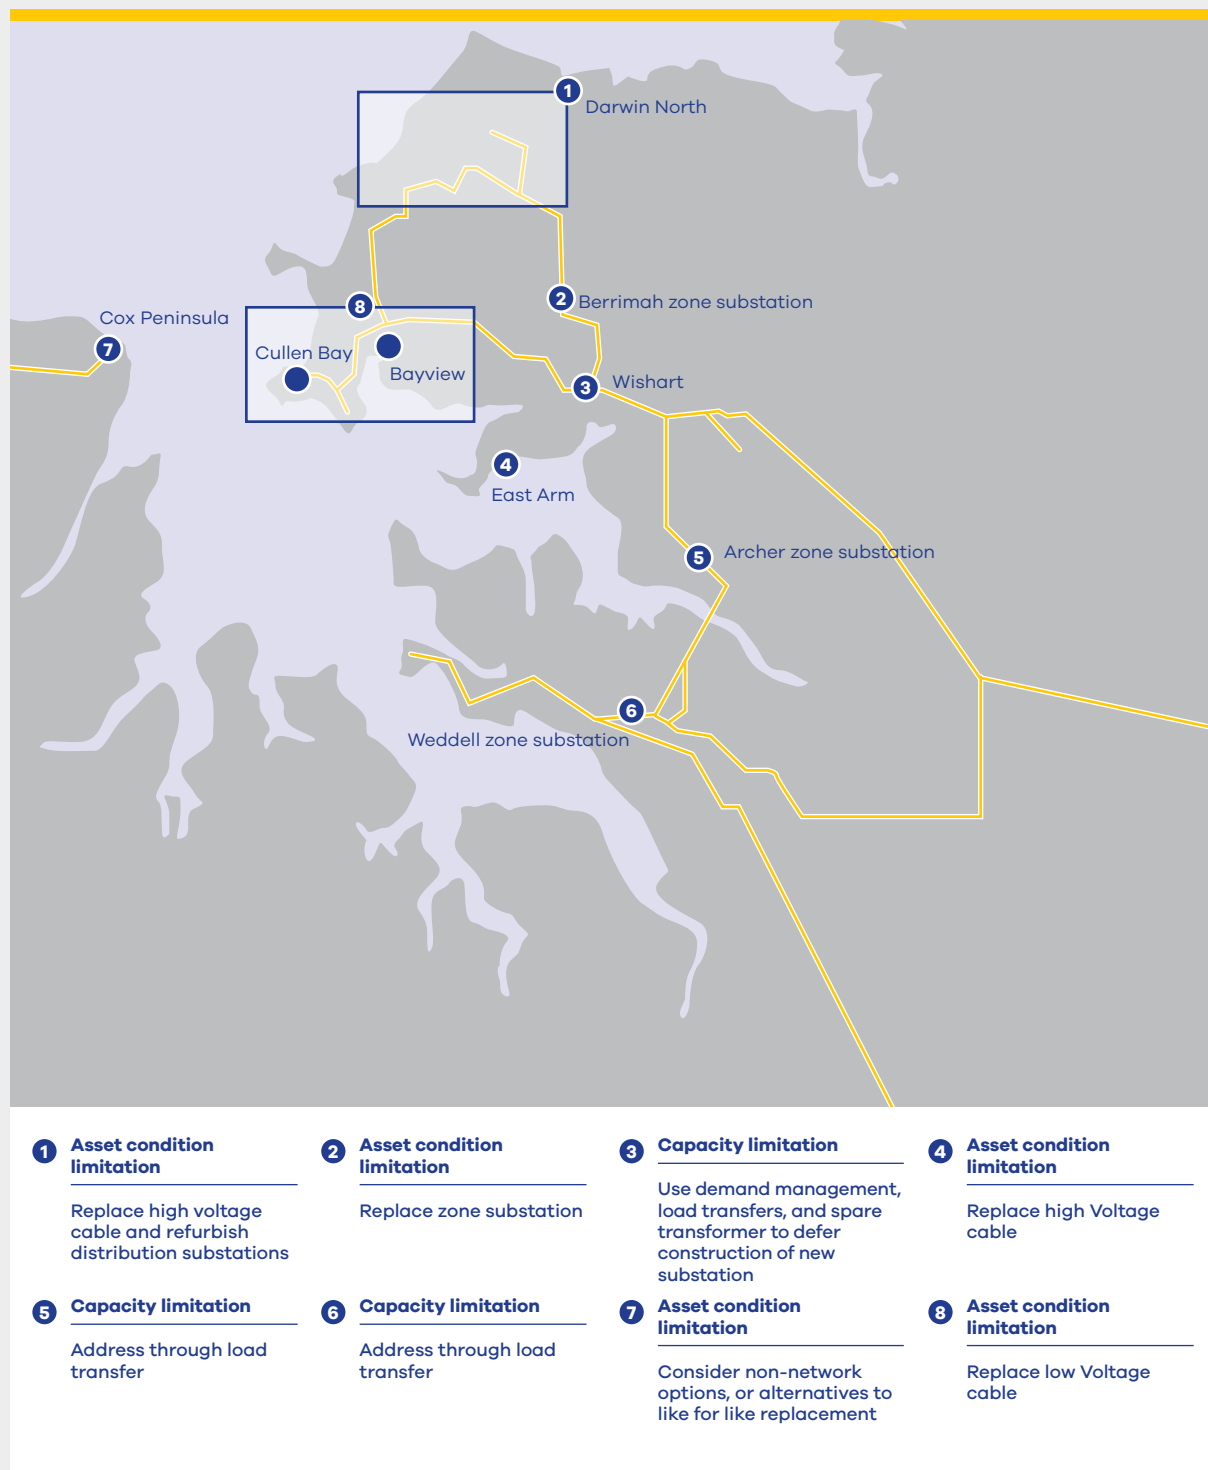 1
Darwin North
2
Berrimah zone substation
8
Cox Peninsula
7
Cullen Bay
Bayview
3
Wishart
4
East Arm
5
Archer zone substation
6
Weddell zone substation
1
Asset condition
limitation
Replace high voltage
cable and refurbish
distribution substations
2
Asset condition
limitation
Replace zone substation
3
Capacity limitation
Use demand management,
load transfers, and spare
transformer to defer
construction of new
substation
4
Asset condition
limitation
Replace high Voltage
cable
5
Capacity limitation
Address through load
transfer
6
Capacity limitation
Address through load
transfer
7
Asset condition
limitation
Consider non-network
options, or alternatives to
like for like replacement
8
Asset condition
limitation
Replace low Voltage
cable